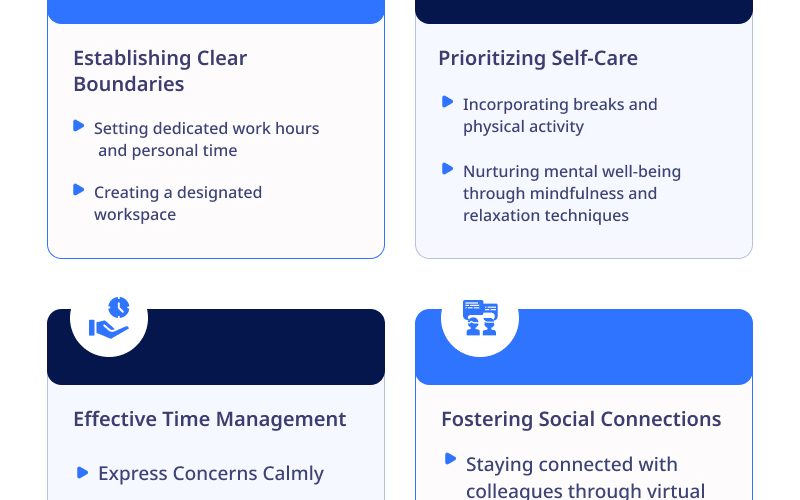 Establishing Clear
Boundaries
Setting dedicated work hours
and personal time
Creating a designated
workspace
Prioritizing Self-Care
Incorporating breaks and
physical activity
Nurturing mental well-being
through mindfulness and
relaxation techniques
Effective Time Management
Express Concerns Calmly
Fostering Social Connections
Staying connected with
colleagues through virtual